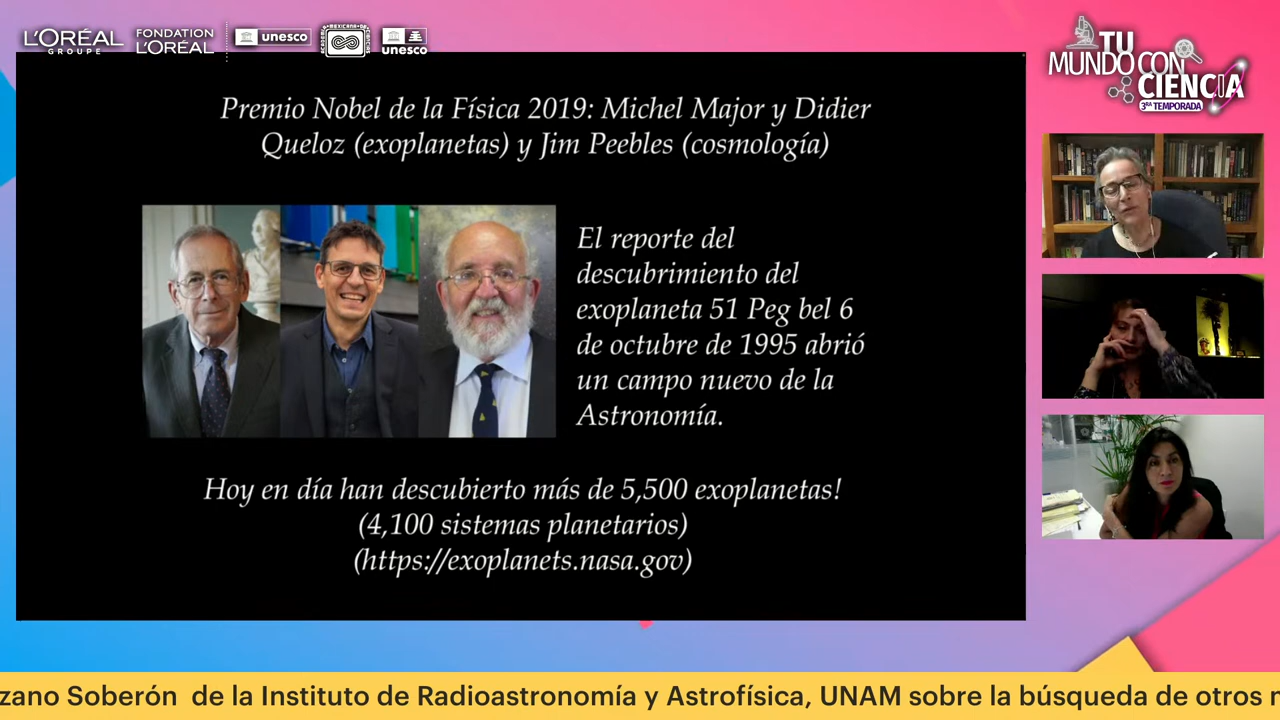 L'ORÉAL
GROUPE
FONDATION
L'ORÉAL
unesco
ACADEMIA MEXICANA DE CIENCIAS
unesco
TU
MUNDO CON
CIENCIA
3RA TEMPORADA
Premio Nobel de la Física 2019: Michel Major y Didier
Queloz (exoplanetas) y Jim Peebles (cosmología)
El reporte del
descubrimiento del
exoplaneta 51 Peg bel 6
de octubre de 1995 abrió
un campo nuevo de la
Astronomía.
Hoy en día han descubierto más de 5,500 exoplanetas!
(4,100 sistemas planetarios)
(https://exoplanets.nasa.gov)
zano Soberón de la Instituto de Radioastronomía y Astrofísica, UNAM sobre la búsqueda de otros